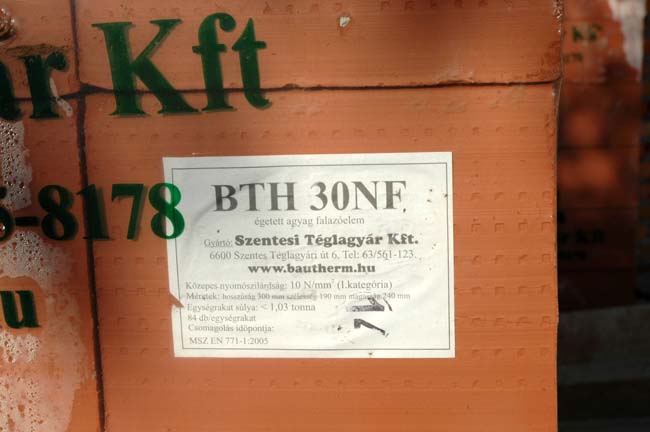 ár Kft
5-8178
u
BTH 30NF
égetett agyag falazóelem
Gyártó: Szentesi Téglagyár Kft.
6600 Szentes Téglagyári út 6. Tel: 63/561-123.
www.bautherm.hu
Közepes nyomószilárdság: 10 N/mm² (I.kategória)
Méretek: hosszúság 300 mm szélesség 190 mm magasság 240 mm
Egységrakat súlya: < 1,03 tonna
84 db/egységrakat
Csomagolás időpontja:
MSZ EN 771-1:2005